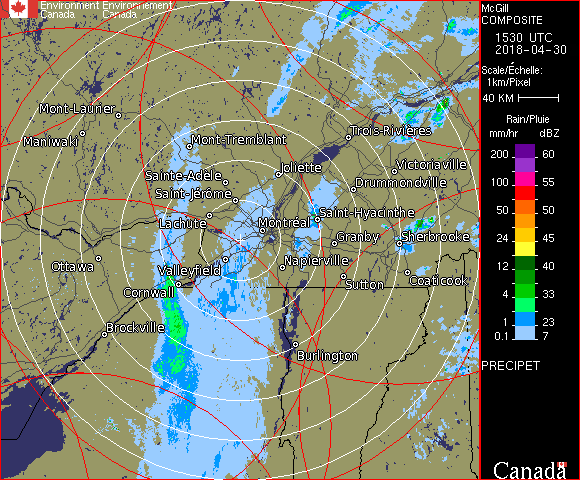 Environment Environnement
Canada Canada
McGill
COMPOSITE
1530 UTC
2018-04-30
Scale/Échelle:
1km/Pixel
40 KM
Rain/Pluie
mm/hr dBZ
200 60
100 55
50 50
24 45
12 40
4 33
1 23
0.1 7
PRECIPET
Mont-Laurier
Maniwaki
Mont-Tremblant
Trois-Rivières
Sainte-Adèle
Joliette
Victoriaville
Saint-Jérôme
Drummondville
Lachute
Montréal
Saint-Hyacinthe
Granby
Sherbrooke
Ottawa
Valleyfield
Napierville
Cornwall
Sutton
Coaticook
Brockville
Burlington
Canada